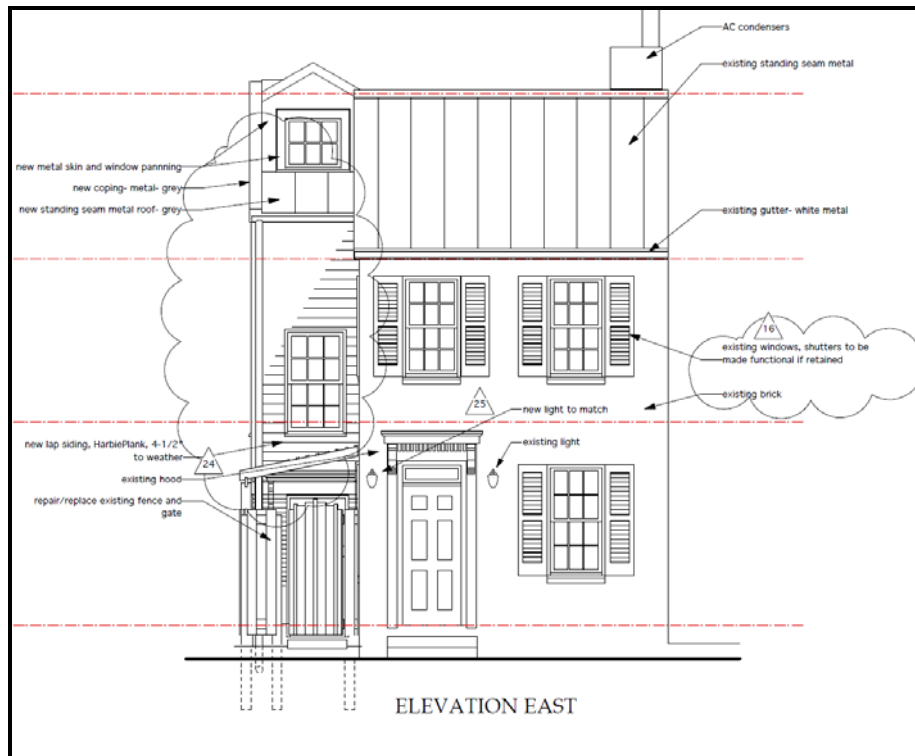 AC condensers
existing standing seam metal
new metal skin and window pannning
new coping- metal- grey
new standing seam metal roof- grey
existing gutter- white metal
16
existing windows, shutters to be
made functional if retained
existing brick
25
new light to match
new lap siding, HarbiePlank, 4-1/2"
to weather
24
existing light
existing hood
repair/replace existing fence and
gate
ELEVATION EAST